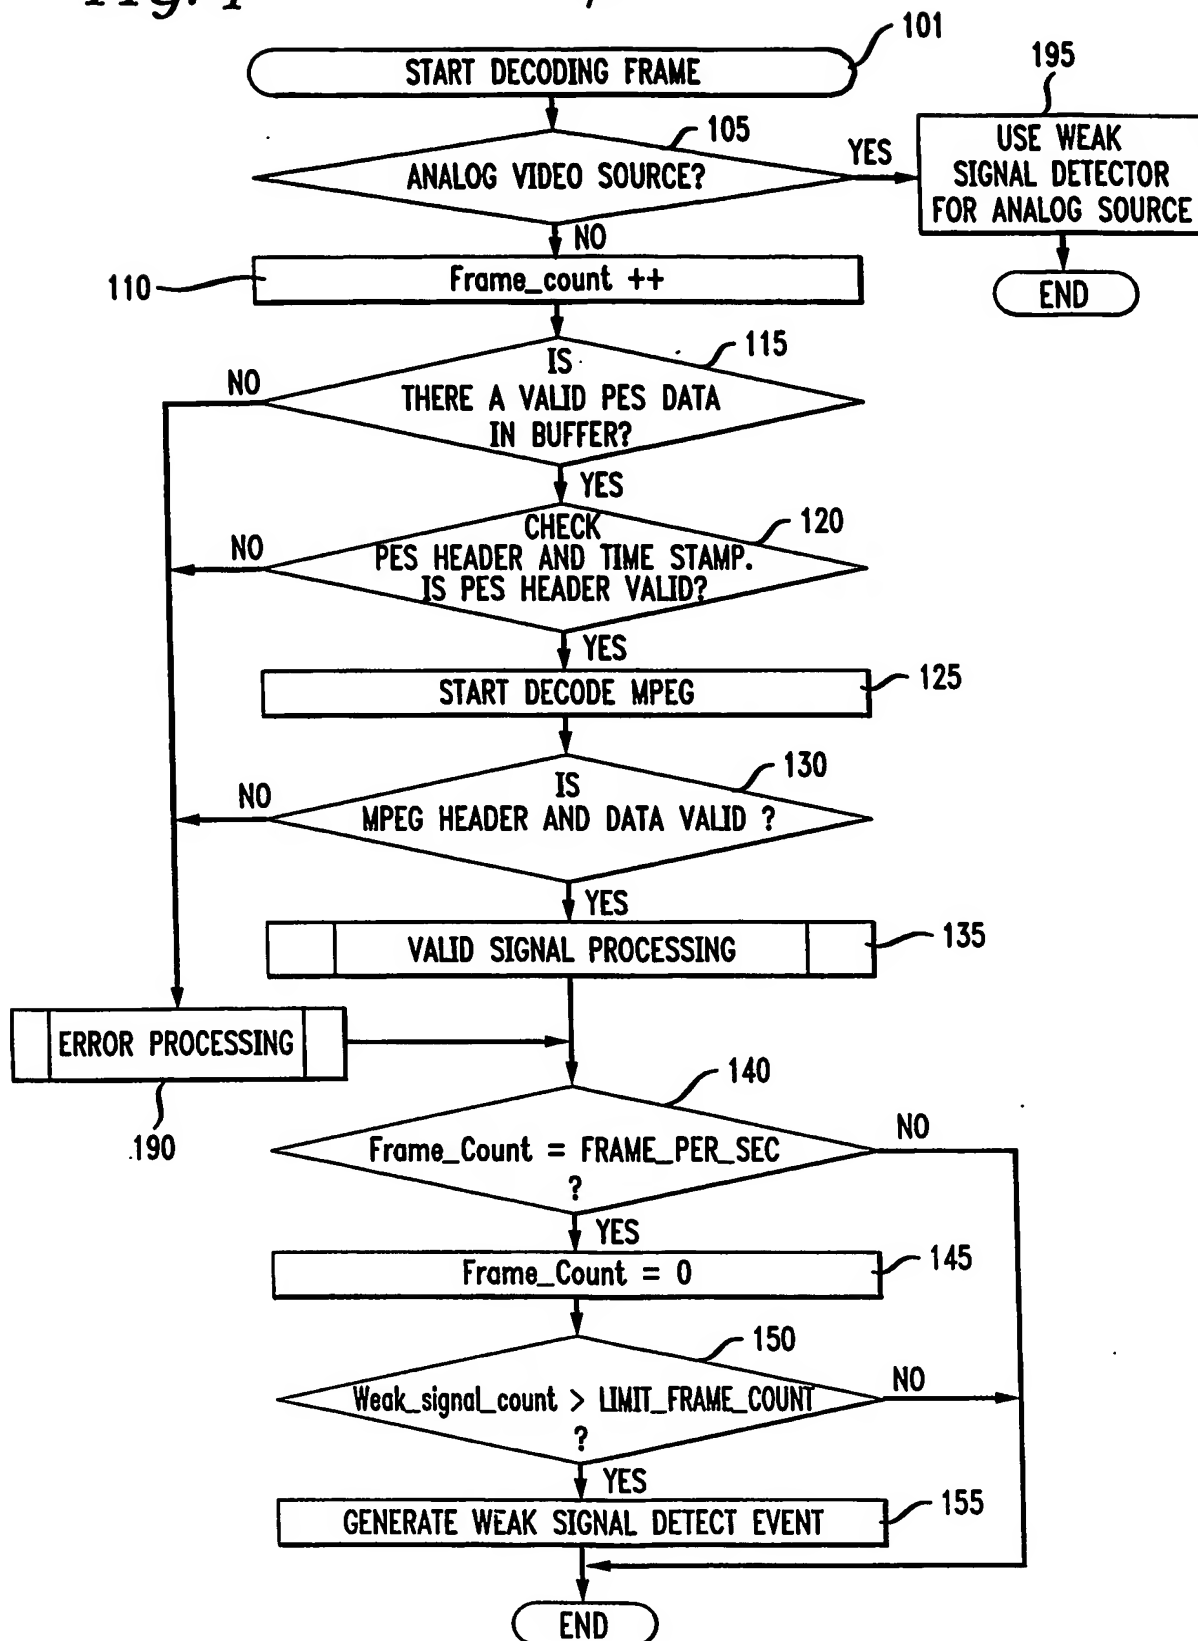 Fig. 1
101
START DECODING FRAME
195
105
ANALOG VIDEO SOURCE?
YES
USE WEAK
SIGNAL DETECTOR
FOR ANALOG SOURCE
NO
110
Frame_count ++
END
115
NO
IS
THERE A VALID PES DATA
IN BUFFER?
YES
120
NO
CHECK
PES HEADER AND TIME STAMP.
IS PES HEADER VALID?
YES
START DECODE MPEG
125
130
NO
IS
MPEG HEADER AND DATA VALID ?
YES
VALID SIGNAL PROCESSING
135
ERROR PROCESSING
190
140
NO
Frame_Count = FRAME_PER_SEC
?
YES
Frame_Count = 0
145
150
NO
Weak_signal_count > LIMIT_FRAME_COUNT
?
YES
GENERATE WEAK SIGNAL DETECT EVENT
155
END